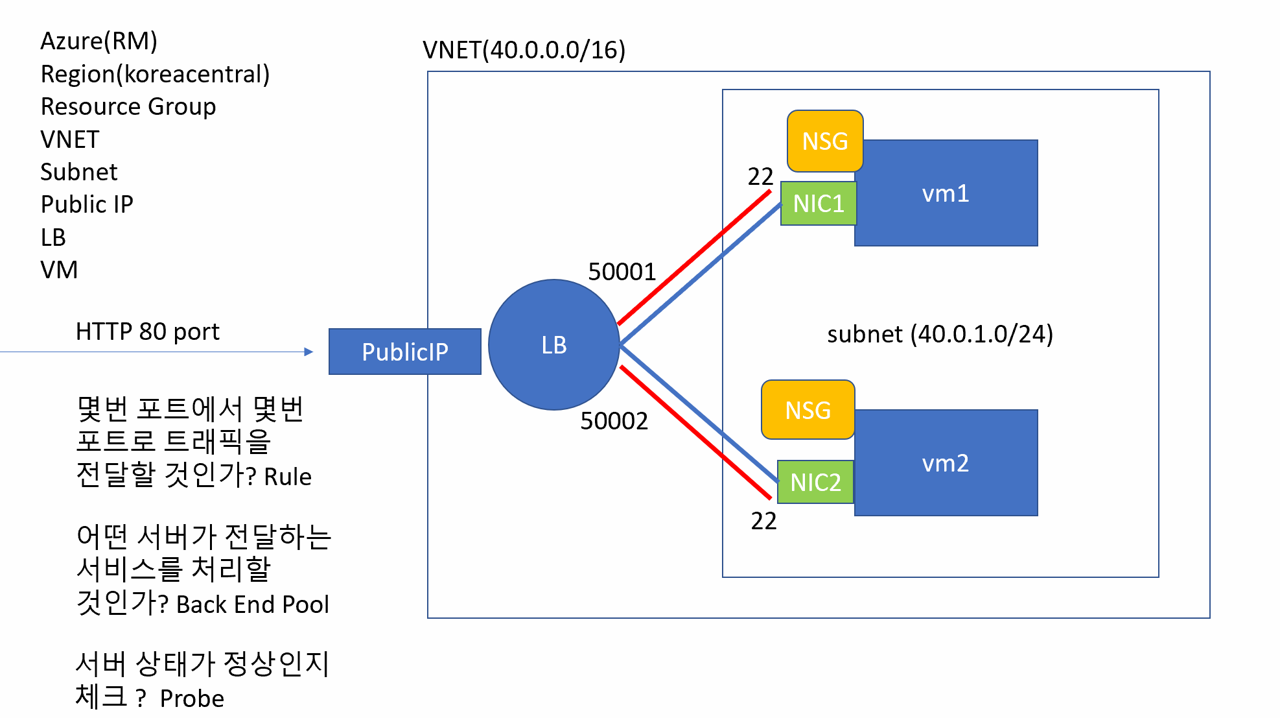 Azure(RM)
Region(koreacentral)
Resource Group
VNET
Subnet
Public IP
LB
VM
HTTP 80 port
몇번 포트에서 몇번
포트로 트래픽을
전달할 것인가? Rule
어떤 서버가 전달하는
서비스를 처리할
것인가? Back End Pool
서버 상태가 정상인지
체크 ? Probe
VNET(40.0.0.0/16)
PublicIP
LB
50001
50002
22
NSG
NIC1
vm1
subnet (40.0.1.0/24)
NSG
NIC2
vm2
22